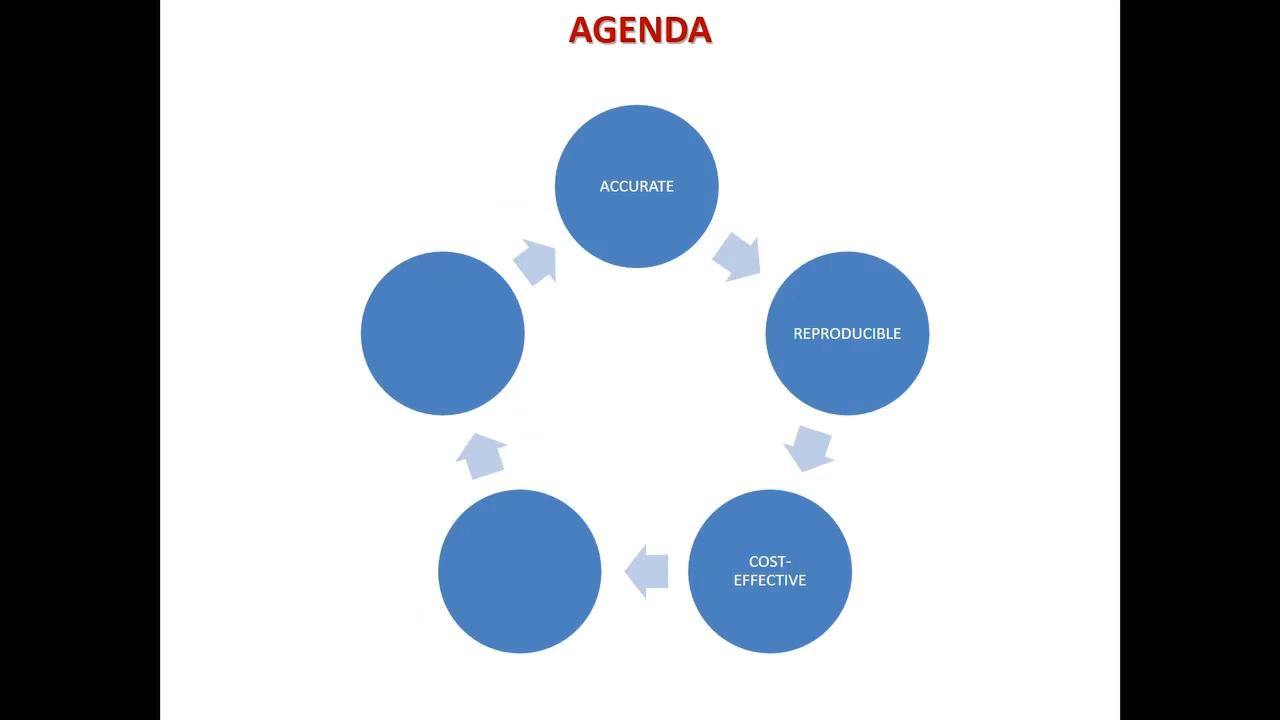 AGENDA
ACCURATE
REPRODUCIBLE
COST-
EFFECTIVE